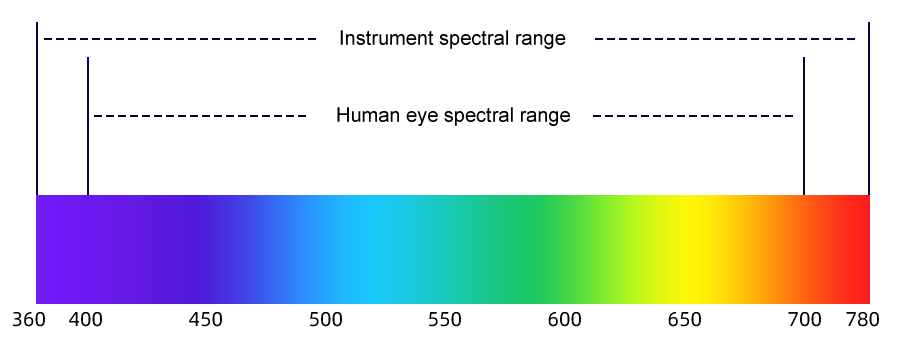 Instrument spectral range
Human eye spectral range
360 400 450 500 550 600 650 700 780